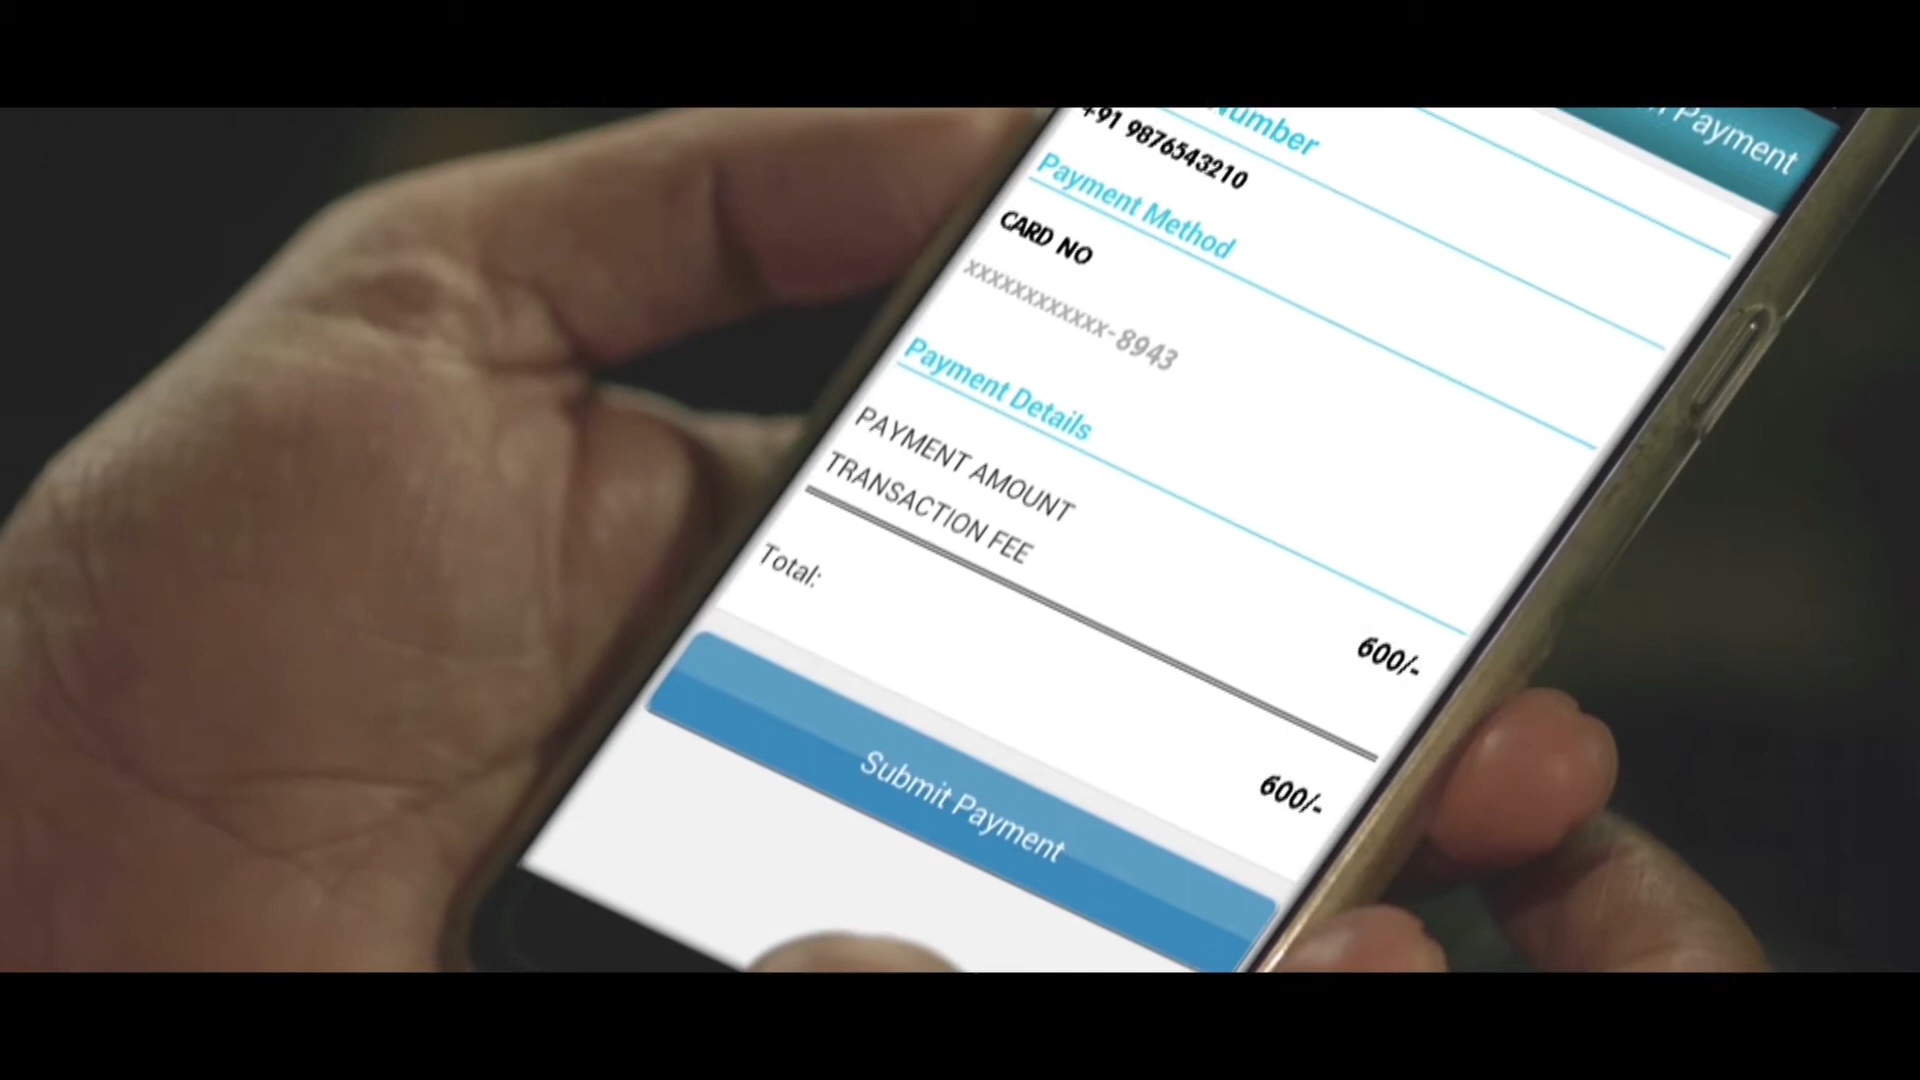 Payment
Number
+91 9876543210
Payment Method
CARD NO
xxxxxxxxxxxx-8943
Payment Details
PAYMENT AMOUNT 600/-
TRANSACTION FEE
Total: 600/-
Submit Payment